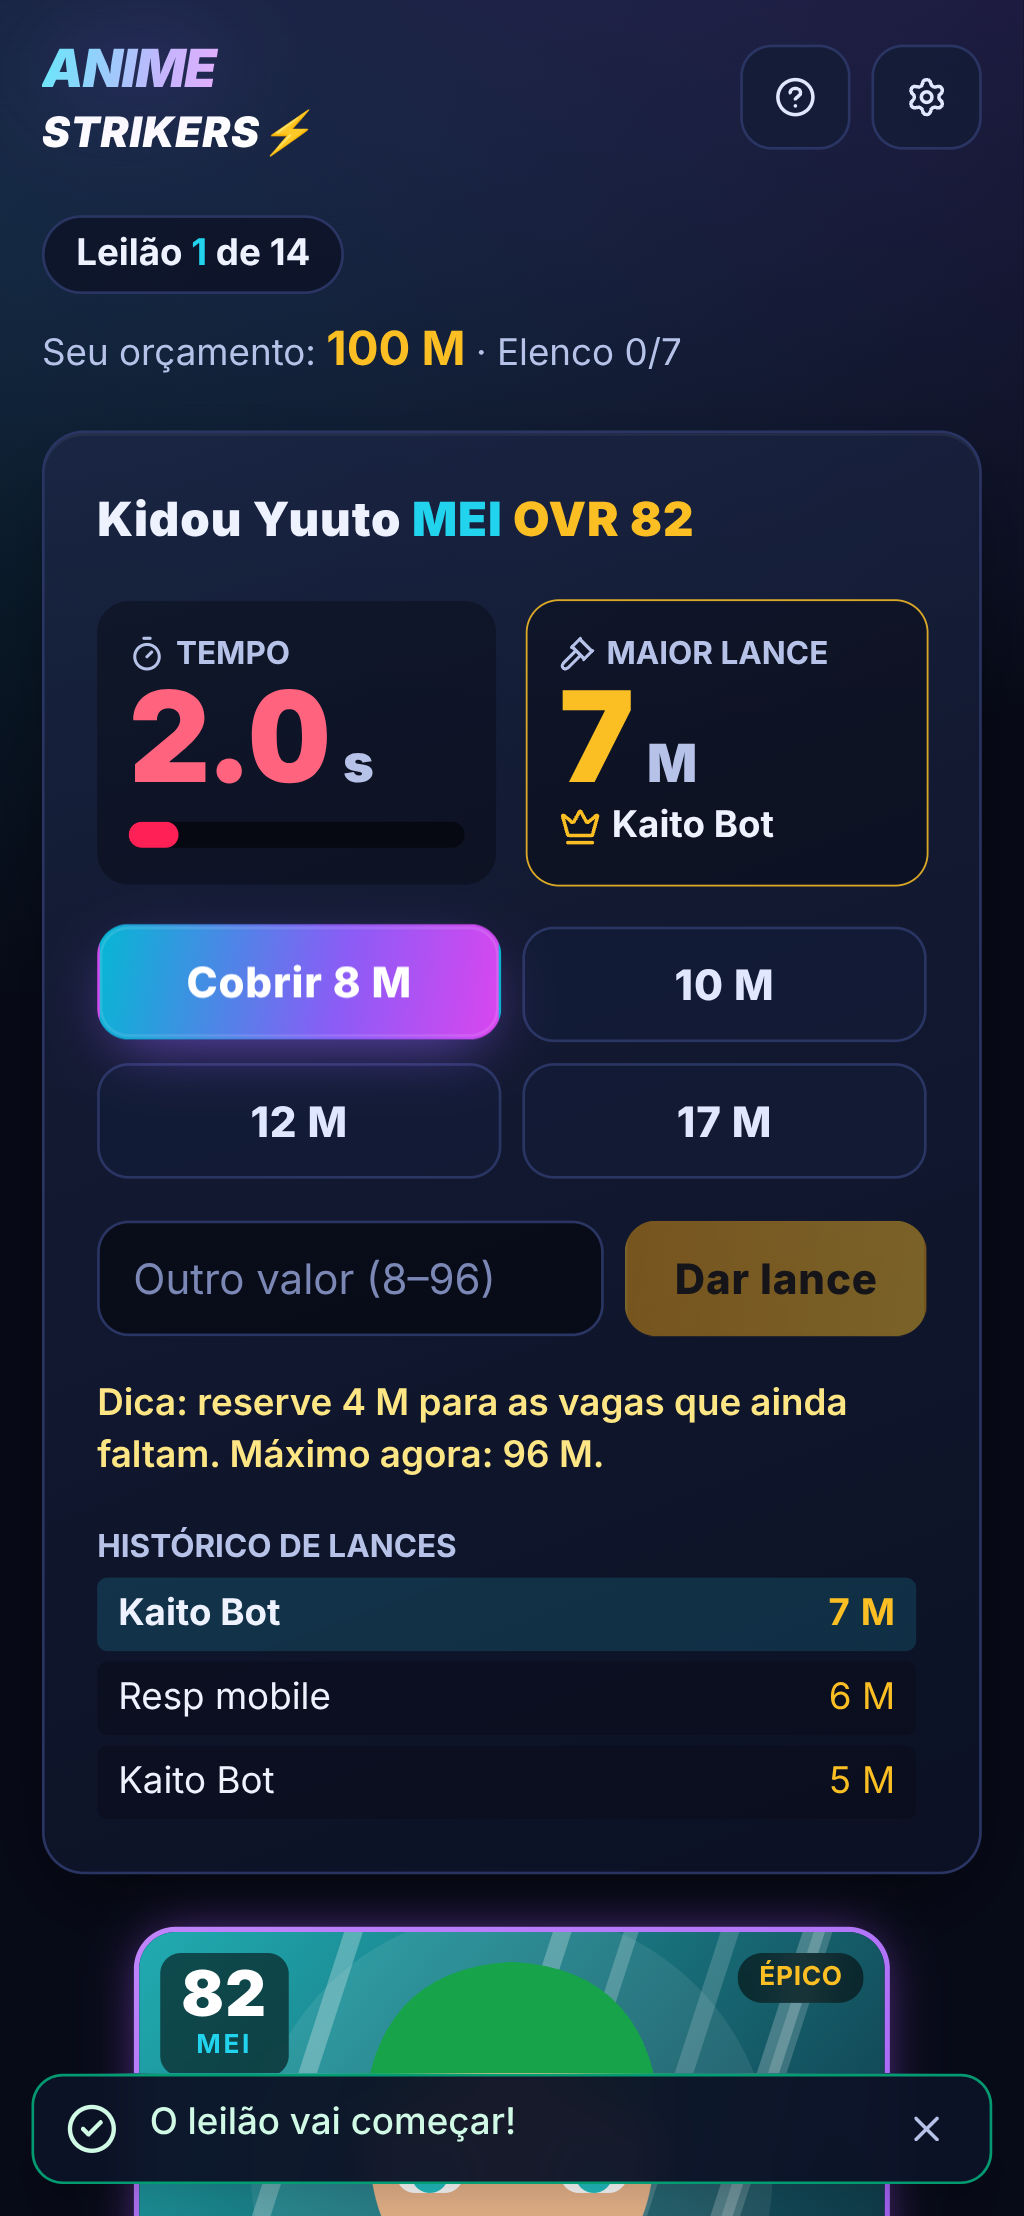 ANIME
STRIKERS⚡
Leilão 1 de 14
Seu orçamento: 100 M · Elenco 0/7
Kidou Yuuto MEI OVR 82
TEMPO
2.0 s
MAIOR LANCE
7 M
Kaito Bot
Cobrir 8 M
10 M
12 M
17 M
Outro valor (8–96)
Dar lance
Dica: reserve 4 M para as vagas que ainda
faltam. Máximo agora: 96 M.
HISTÓRICO DE LANCES
Kaito Bot 7 M
Resp mobile 6 M
Kaito Bot 5 M
82
MEI
ÉPICO
O leilão vai começar!